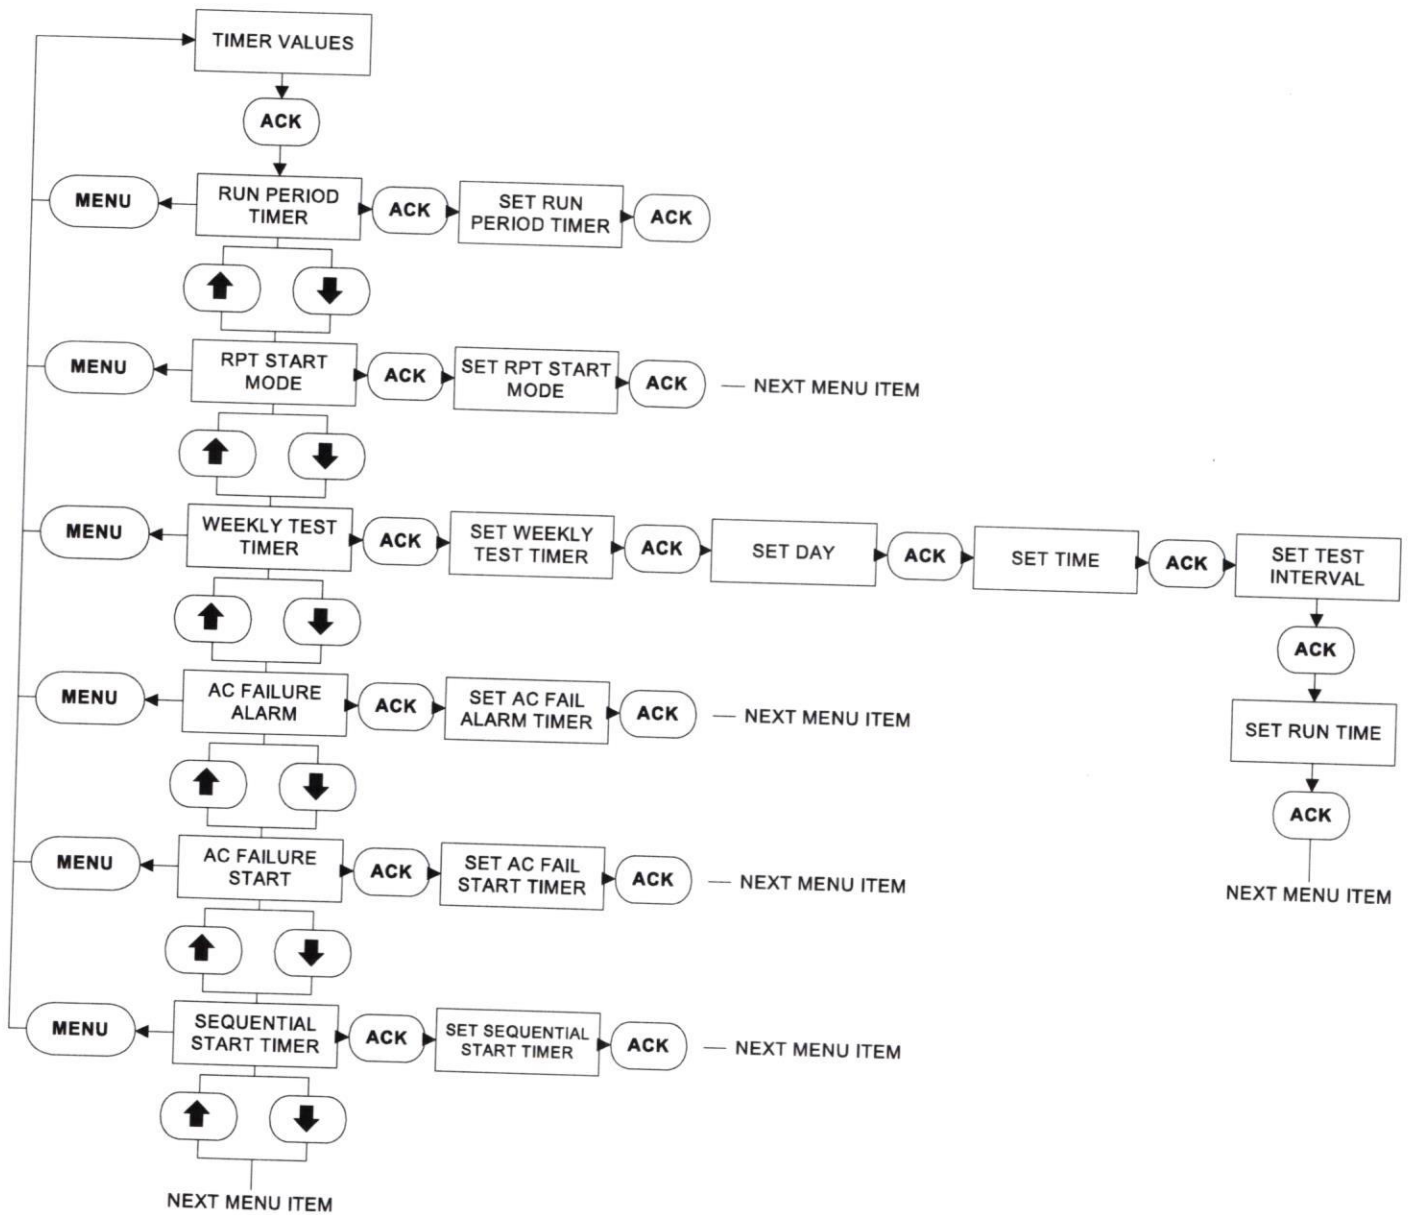 TIMER VALUES
ACK
MENU
RUN PERIOD
TIMER
ACK
SET RUN
PERIOD TIMER
ACK
MENU
RPT START
MODE
ACK
SET RPT START
MODE
ACK
NEXT MENU ITEM
MENU
WEEKLY TEST
TIMER
ACK
SET WEEKLY
TEST TIMER
ACK
SET DAY
ACK
SET TIME
ACK
SET TEST
INTERVAL
ACK
SET RUN TIME
ACK
NEXT MENU ITEM
MENU
AC FAILURE
ALARM
ACK
SET AC FAIL
ALARM TIMER
ACK
NEXT MENU ITEM
MENU
AC FAILURE
START
ACK
SET AC FAIL
START TIMER
ACK
NEXT MENU ITEM
MENU
SEQUENTIAL
START TIMER
ACK
SET SEQUENTIAL
START TIMER
ACK
NEXT MENU ITEM
NEXT MENU ITEM